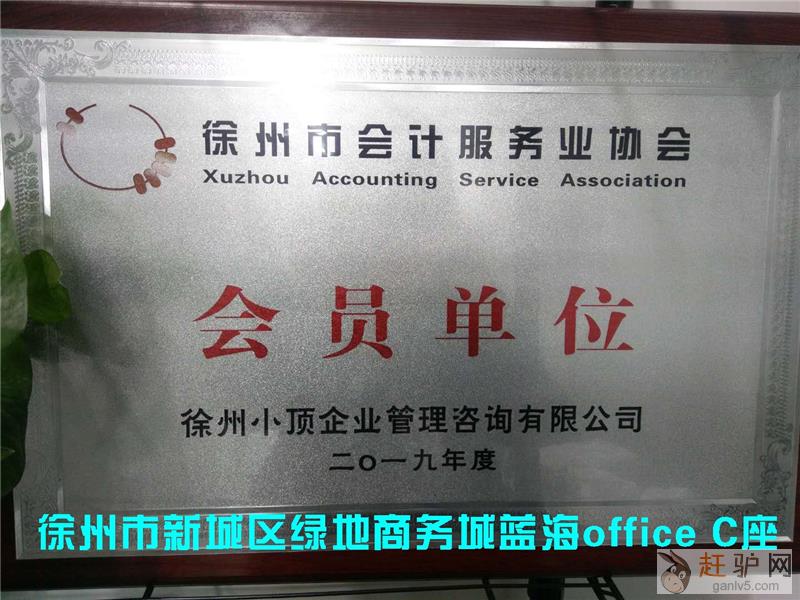 徐州市会计服务业协会
Xuzhou Accounting Service Association
会员单位
徐州小顶企业管理咨询有限公司
二O一九年度
徐州市新城区绿地商务城蓝海office C座
赶驴网
ganlv5.com